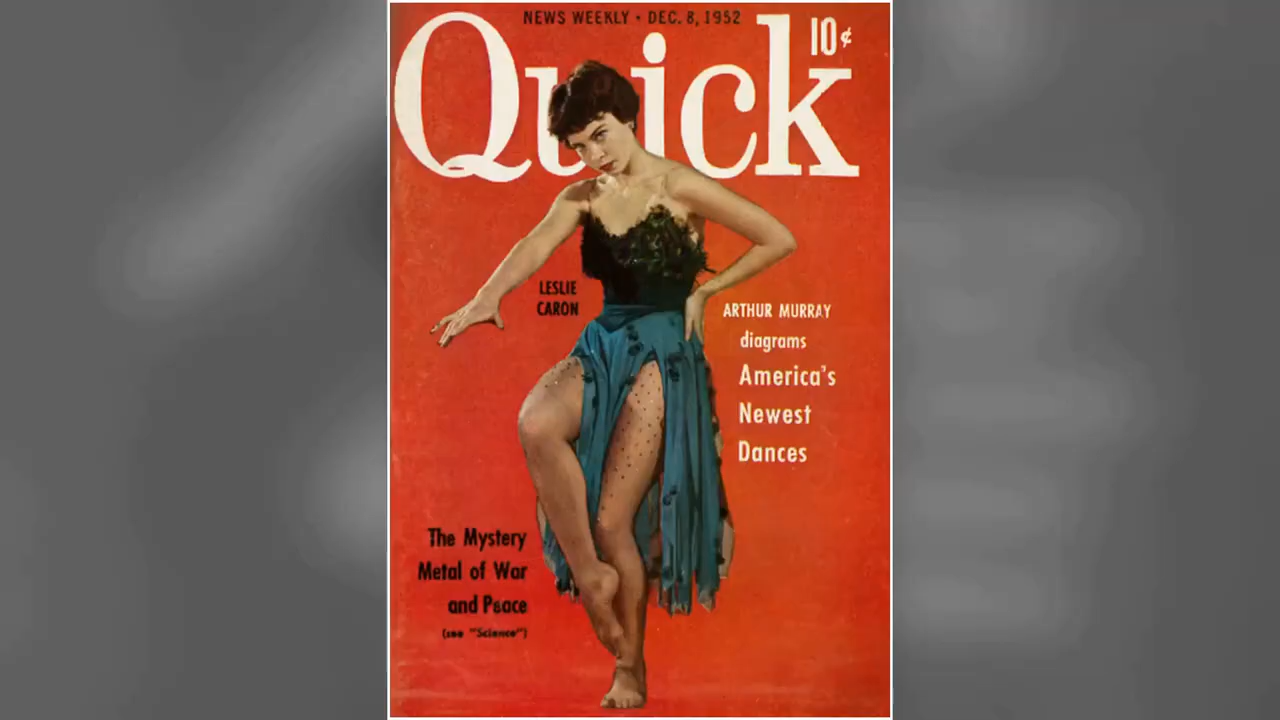 NEWS WEEKLY • DEC. 8, 1952
Quick
10¢
LESLIE
CARON
ARTHUR MURRAY
diagrams
America's
Newest
Dances
The Mystery
Metal of War
and Peace
(see "Science")